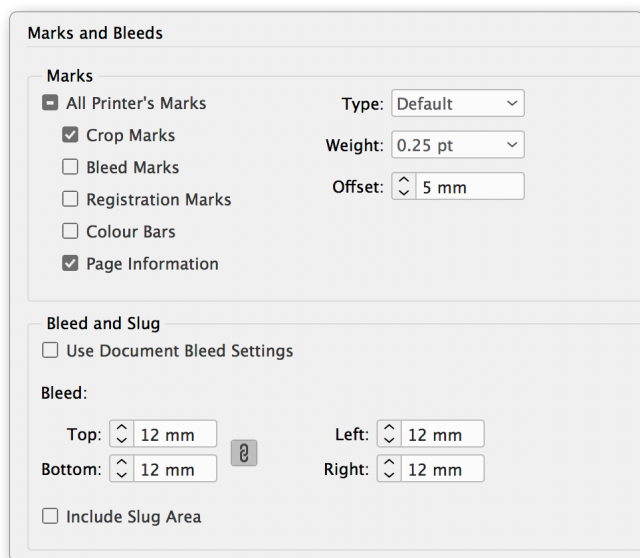 Marks and Bleeds
Marks
All Printer's Marks
Crop Marks
Bleed Marks
Registration Marks
Colour Bars
Page Information
Type: Default
Weight: 0.25 pt
Offset: 5 mm
Bleed and Slug
Use Document Bleed Settings
Bleed:
Top: 12 mm
Bottom: 12 mm
Left: 12 mm
Right: 12 mm
Include Slug Area